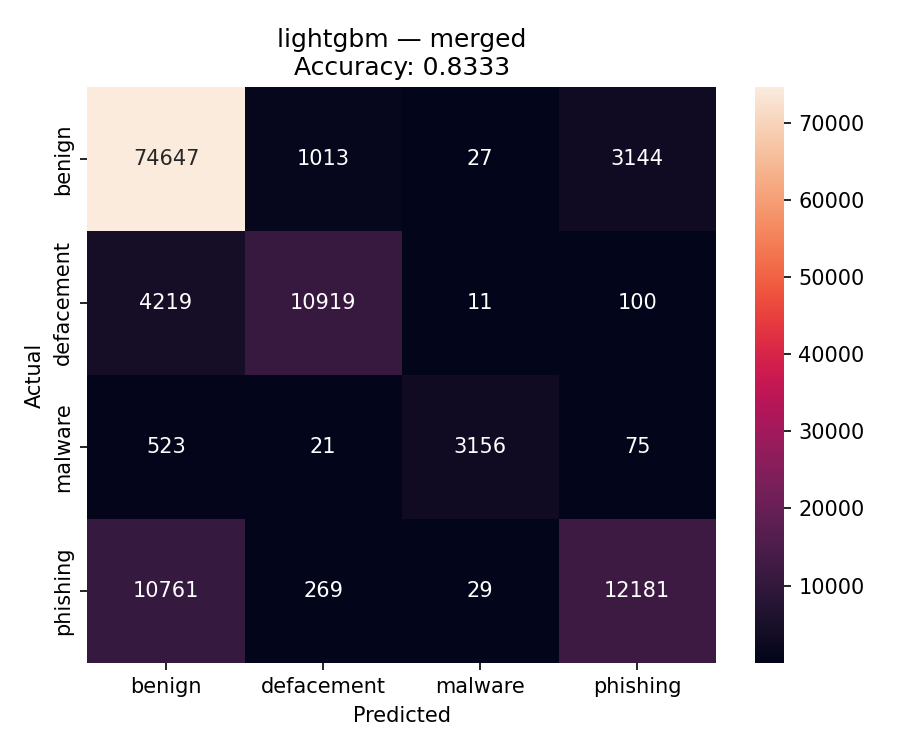 lightgbm — merged
Accuracy: 0.8333
Actual
benign
74647 1013 27 3144
defacement
4219 10919 11 100
malware
523 21 3156 75
phishing
10761 269 29 12181
benign defacement malware phishing
Predicted
70000
60000
50000
40000
30000
20000
10000